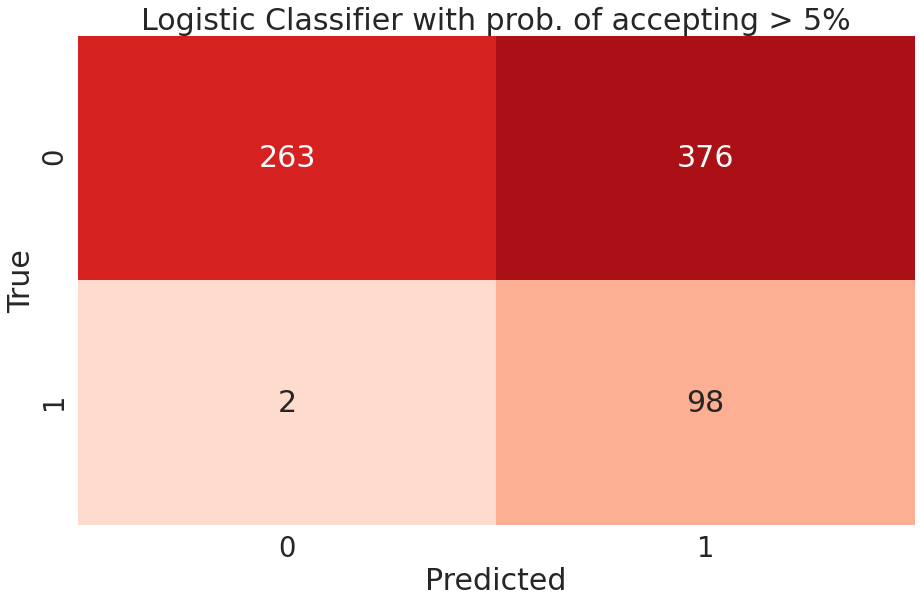 Logistic Classifier with prob. of accepting > 5%
True
0
263
376
1
2
98
0
1
Predicted